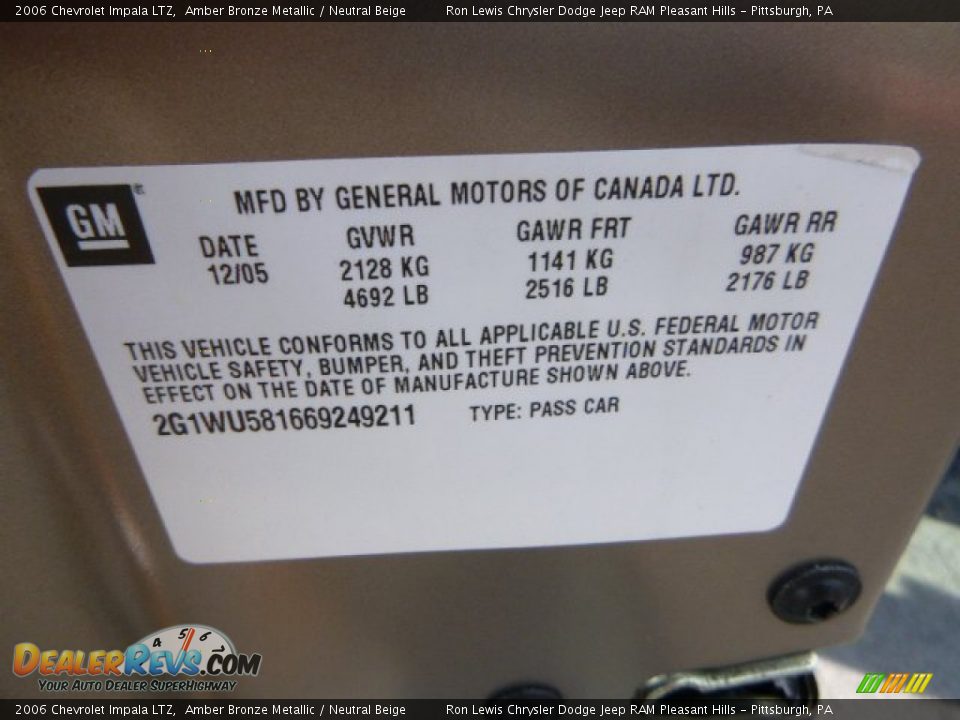 2006 Chevrolet Impala LTZ, Amber Bronze Metallic / Neutral Beige Ron Lewis Chrysler Dodge Jeep RAM Pleasant Hills - Pittsburgh, PA
GM
MFD BY GENERAL MOTORS OF CANADA LTD.
DATE GVWR GAWR FRT GAWR RR
12/05 2128 KG 1141 KG 987 KG
4692 LB 2516 LB 2176 LB
THIS VEHICLE CONFORMS TO ALL APPLICABLE U.S. FEDERAL MOTOR
VEHICLE SAFETY, BUMPER, AND THEFT PREVENTION STANDARDS IN
EFFECT ON THE DATE OF MANUFACTURE SHOWN ABOVE.
2G1WU581669249211 TYPE: PASS CAR
4 5 6
DEALERREVS.COM
YOUR AUTO DEALER SUPERHIGHWAY
2006 Chevrolet Impala LTZ, Amber Bronze Metallic / Neutral Beige Ron Lewis Chrysler Dodge Jeep RAM Pleasant Hills - Pittsburgh, PA